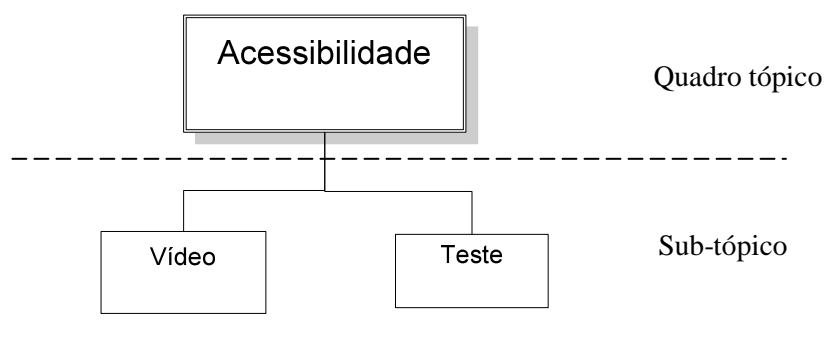 Acessibilidade
Quadro tópico
Vídeo
Teste
Sub-tópico